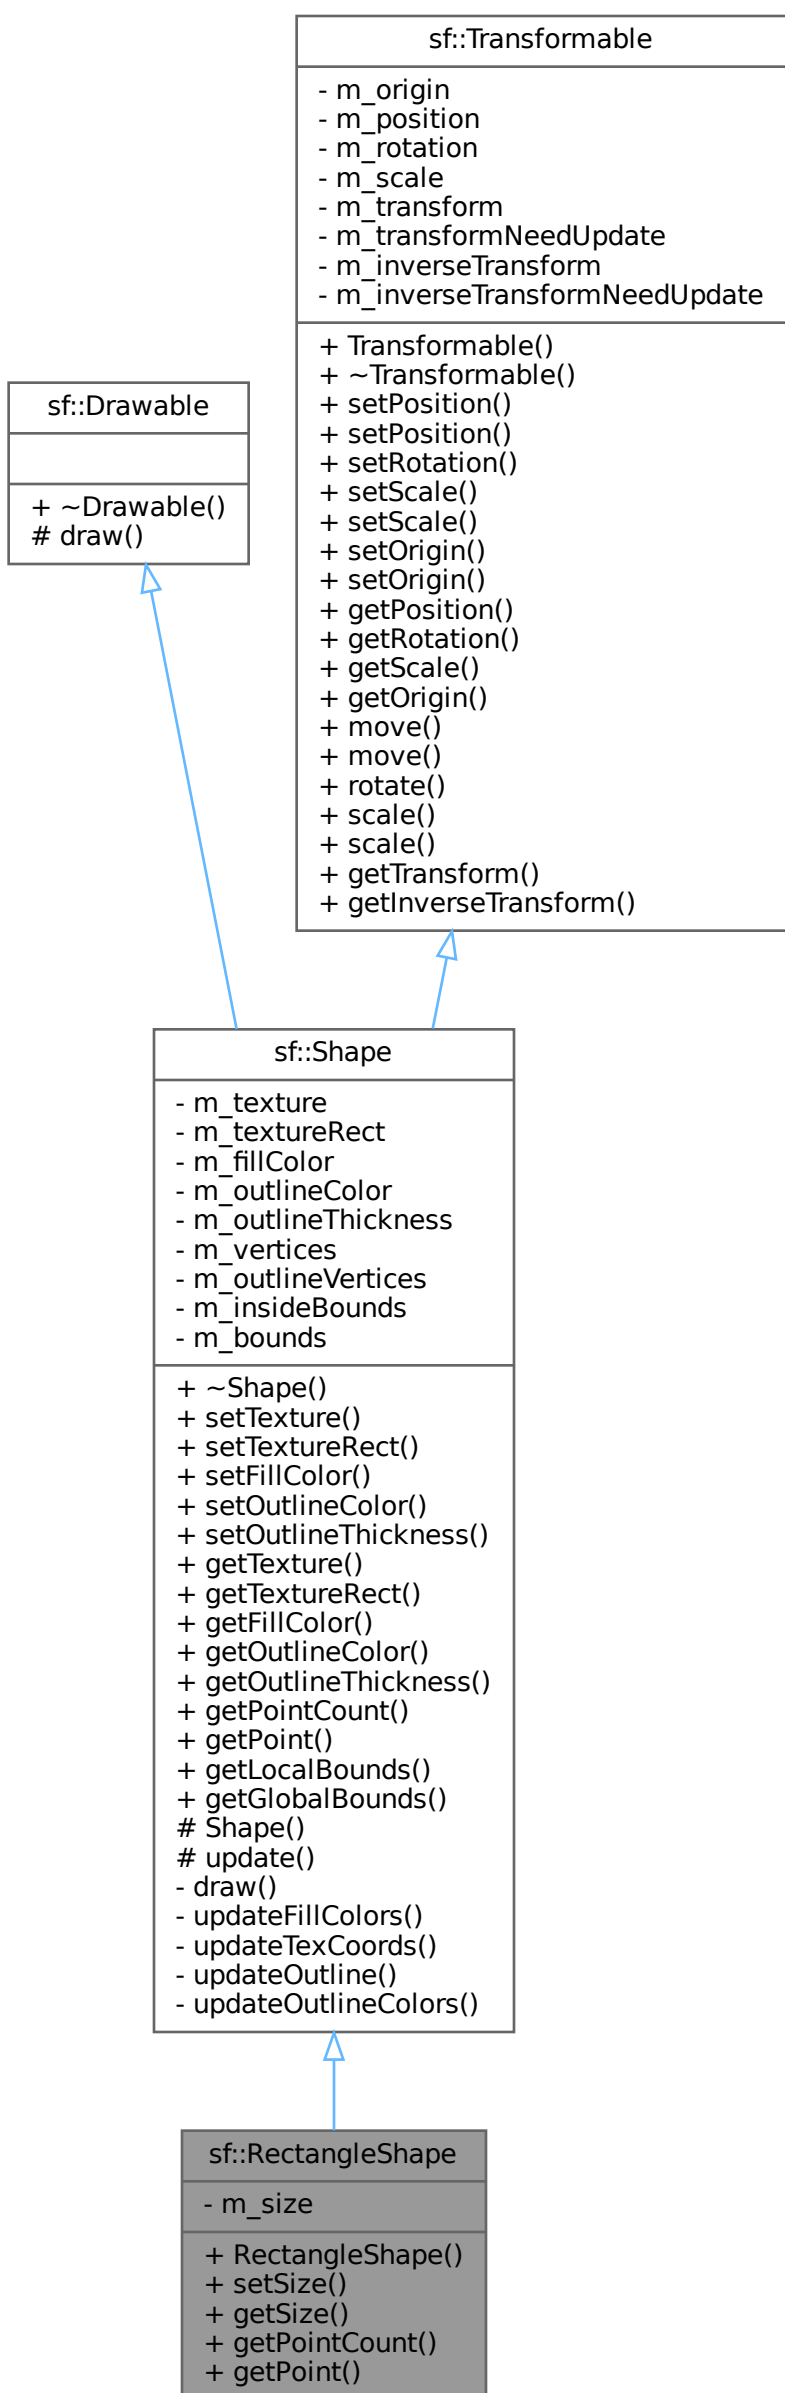 sf::Transformable
- m_origin
- m_position
- m_rotation
- m_scale
- m_transform
- m_transformNeedUpdate
- m_inverseTransform
- m_inverseTransformNeedUpdate
+ Transformable()
+ ~Transformable()
+ setPosition()
+ setPosition()
+ setRotation()
+ setScale()
+ setScale()
+ setOrigin()
+ setOrigin()
+ getPosition()
+ getRotation()
+ getScale()
+ getOrigin()
+ move()
+ move()
+ rotate()
+ scale()
+ scale()
+ getTransform()
+ getInverseTransform()
sf::Drawable
+ ~Drawable()
# draw()
sf::Shape
- m_texture
- m_textureRect
- m_fillColor
- m_outlineColor
- m_outlineThickness
- m_vertices
- m_outlineVertices
- m_insideBounds
- m_bounds
+ ~Shape()
+ setTexture()
+ setTextureRect()
+ setFillColor()
+ setOutlineColor()
+ setOutlineThickness()
+ getTexture()
+ getTextureRect()
+ getFillColor()
+ getOutlineColor()
+ getOutlineThickness()
+ getPointCount()
+ getPoint()
+ getLocalBounds()
+ getGlobalBounds()
# Shape()
# update()
- draw()
- updateFillColors()
- updateTexCoords()
- updateOutline()
- updateOutlineColors()
sf::RectangleShape
- m_size
+ RectangleShape()
+ setSize()
+ getSize()
+ getPointCount()
+ getPoint()